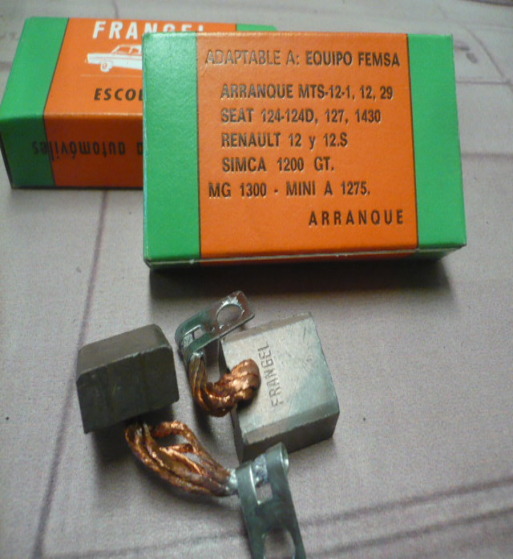 FRANBEL
ESCOB
automóviles
ADAPTABLE A: EQUIPO FEMSA
ARRANQUE MTS-12-1, 12, 29
SEAT 124-124D, 127, 1430
RENAULT 12 y 12.S
SIMCA 1200 GT.
MG 1300 - MINI A 1275.
ARRANQUE
FRANBEL